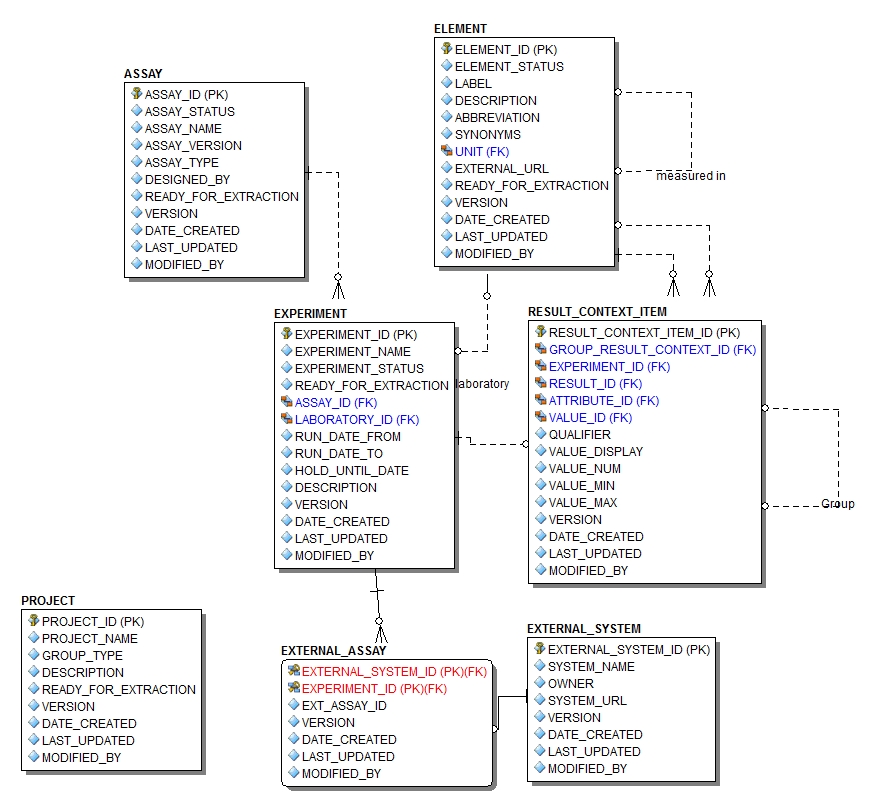 ELEMENT
ELEMENT_ID (PK)
ELEMENT_STATUS
LABEL
DESCRIPTION
ABBREVIATION
SYNONYMS
UNIT (FK)
EXTERNAL_URL
READY_FOR_EXTRACTION
VERSION
DATE_CREATED
LAST_UPDATED
MODIFIED_BY
measured in
ASSAY
ASSAY_ID (PK)
ASSAY_STATUS
ASSAY_NAME
ASSAY_VERSION
ASSAY_TYPE
DESIGNED_BY
READY_FOR_EXTRACTION
VERSION
DATE_CREATED
LAST_UPDATED
MODIFIED_BY
EXPERIMENT
EXPERIMENT_ID (PK)
EXPERIMENT_NAME
EXPERIMENT_STATUS
READY_FOR_EXTRACTION
ASSAY_ID (FK)
LABORATORY_ID (FK)
RUN_DATE_FROM
RUN_DATE_TO
HOLD_UNTIL_DATE
DESCRIPTION
VERSION
DATE_CREATED
LAST_UPDATED
MODIFIED_BY
laboratory
RESULT_CONTEXT_ITEM
RESULT_CONTEXT_ITEM_ID (PK)
GROUP_RESULT_CONTEXT_ID (FK)
EXPERIMENT_ID (FK)
RESULT_ID (FK)
ATTRIBUTE_ID (FK)
VALUE_ID (FK)
QUALIFIER
VALUE_DISPLAY
VALUE_NUM
VALUE_MIN
VALUE_MAX
VERSION
DATE_CREATED
LAST_UPDATED
MODIFIED_BY
Group
PROJECT
PROJECT_ID (PK)
PROJECT_NAME
GROUP_TYPE
DESCRIPTION
READY_FOR_EXTRACTION
VERSION
DATE_CREATED
LAST_UPDATED
MODIFIED_BY
EXTERNAL_ASSAY
EXTERNAL_SYSTEM_ID (PK)(FK)
EXPERIMENT_ID (PK)(FK)
EXT_ASSAY_ID
VERSION
DATE_CREATED
LAST_UPDATED
MODIFIED_BY
EXTERNAL_SYSTEM
EXTERNAL_SYSTEM_ID (PK)
SYSTEM_NAME
OWNER
SYSTEM_URL
VERSION
DATE_CREATED
LAST_UPDATED
MODIFIED_BY